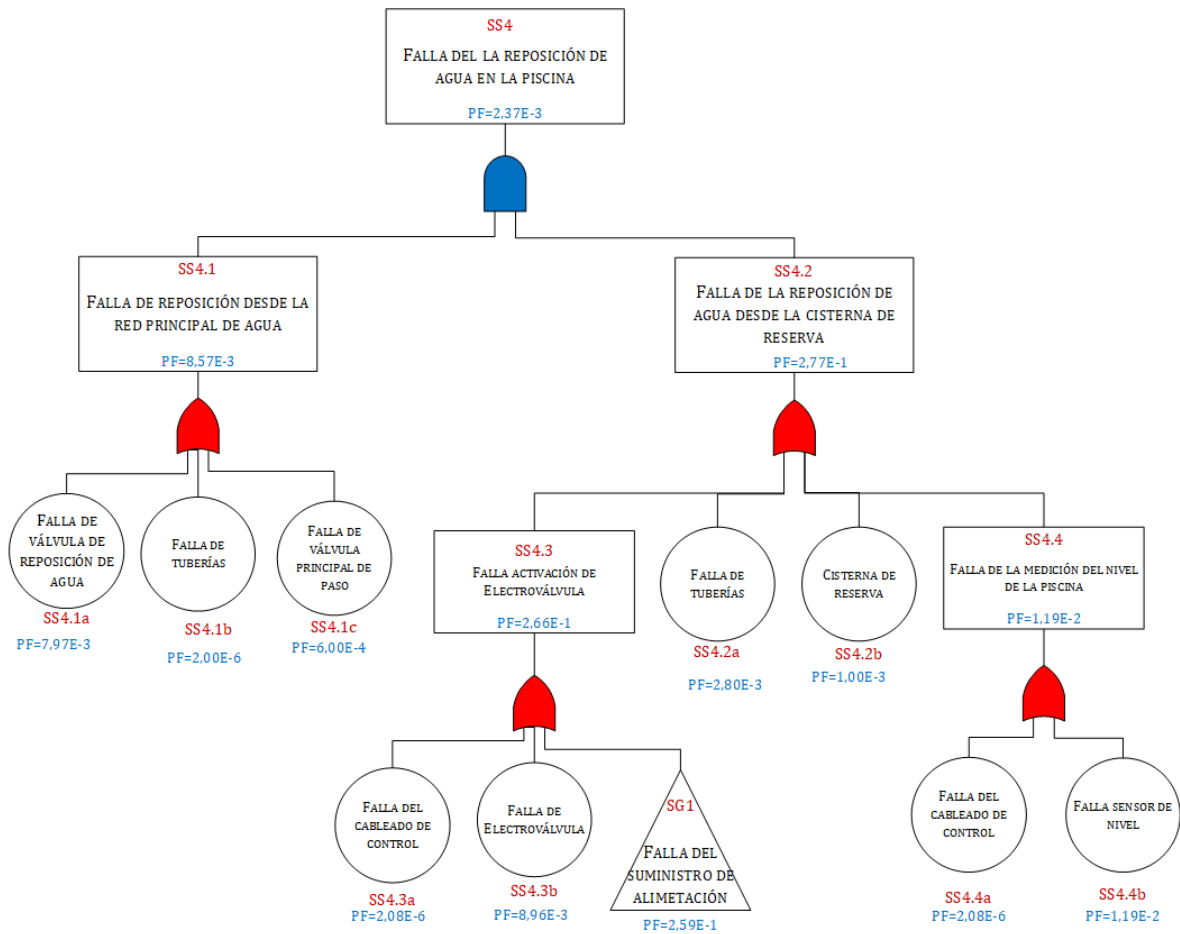 SS4
FALLA DEL LA REPOSICIÓN DE
AGUA EN LA PISCINA
PF=2,37E-3
SS4.1
FALLA DE REPOSICIÓN DESDE LA
RED PRINCIPAL DE AGUA
PF=8,57E-3
SS4.2
FALLA DE LA REPOSICIÓN DE
AGUA DESDE LA CISTERNA DE
RESERVA
PF=2,77E-1
FALLA DE
VÁLVULA DE
REPOSICIÓN DE
AGUA
SS4.1a
PF=7,97E-3
FALLA DE
TUBERÍAS
SS4.1b
PF=2,00E-6
FALLA DE
VÁLVULA
PRINCIPAL DE
PASO
SS4.1c
PF=6,00E-4
SS4.3
FALLA ACTIVACIÓN DE
ELECTROVÁLVULA
PF=2,66E-1
FALLA DE
TUBERÍAS
SS4.2a
PF=2,80E-3
CISTERNA DE
RESERVA
SS4.2b
PF=1,00E-3
SS4.4
FALLA DE LA MEDICIÓN DEL NIVEL
DE LA PISCINA
PF=1,19E-2
FALLA DEL
CABLEADO DE
CONTROL
SS4.3a
PF=2,08E-6
FALLA DE
ELECTROVÁLVULA
SS4.3b
PF=8,96E-3
SG1
FALLA DEL
SUMINISTRO DE
ALIMETACIÓN
PF=2,59E-1
FALLA DEL
CABLEADO DE
CONTROL
SS4.4a
PF=2,08E-6
FALLA SENSOR DE
NIVEL
SS4.4b
PF=1,19E-2